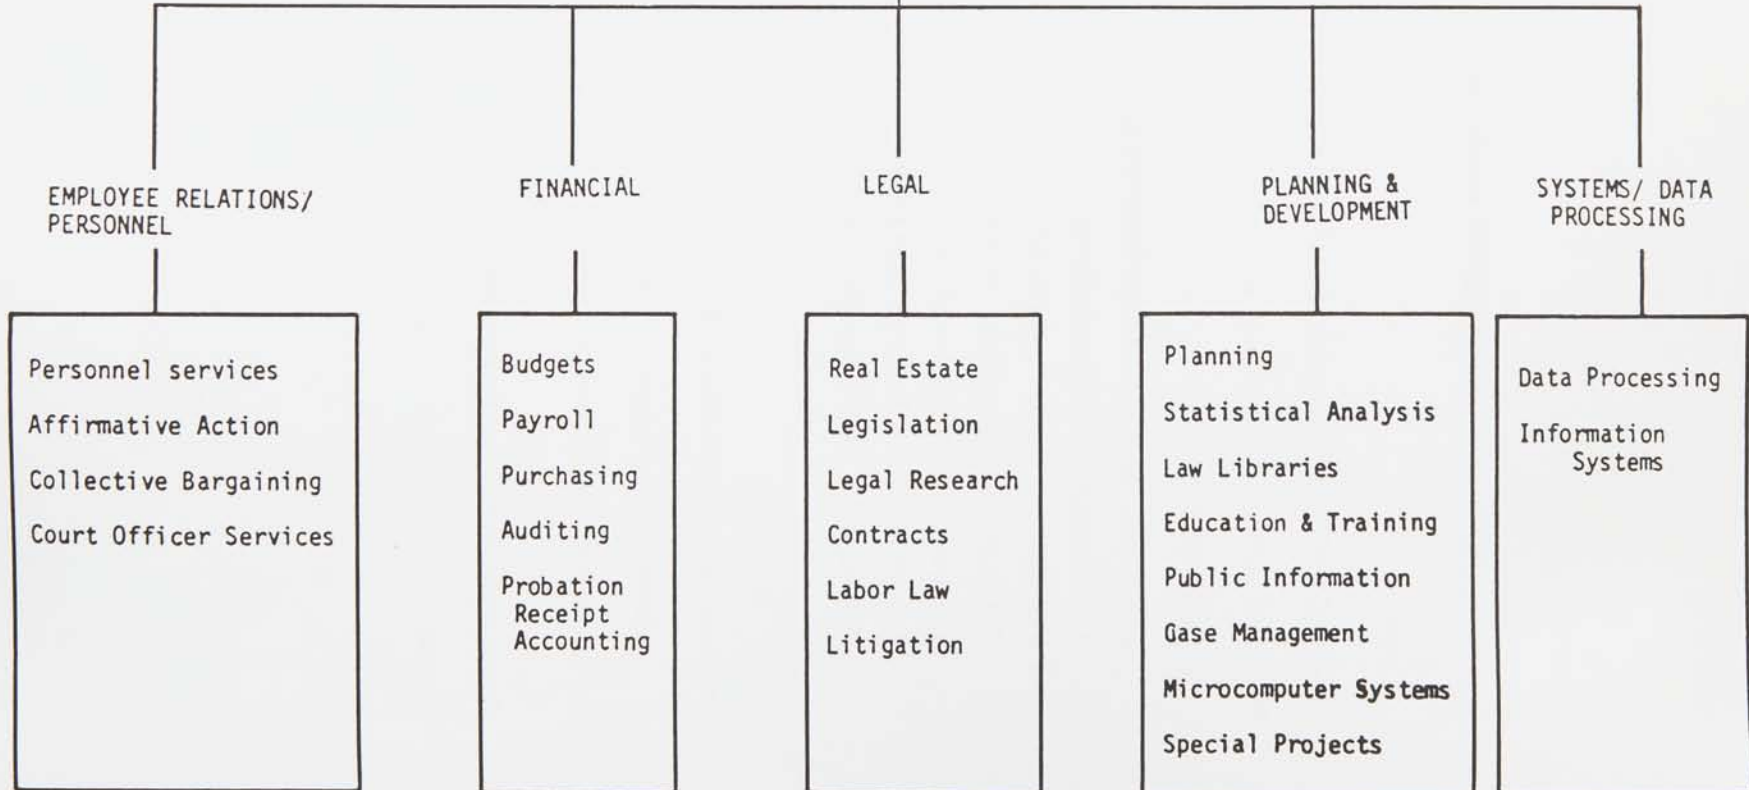 EMPLOYEE RELATIONS/
PERSONNEL
Personnel services
Affirmative Action
Collective Bargaining
Court Officer Services
FINANCIAL
Budgets
Payroll
Purchasing
Auditing
Probation
Receipt
Accounting
LEGAL
Real Estate
Legislation
Legal Research
Contracts
Labor Law
Litigation
PLANNING &
DEVELOPMENT
Planning
Statistical Analysis
Law Libraries
Education & Training
Public Information
Gase Management
Microcomputer Systems
Special Projects
SYSTEMS/ DATA
PROCESSING
Data Processing
Information
Systems